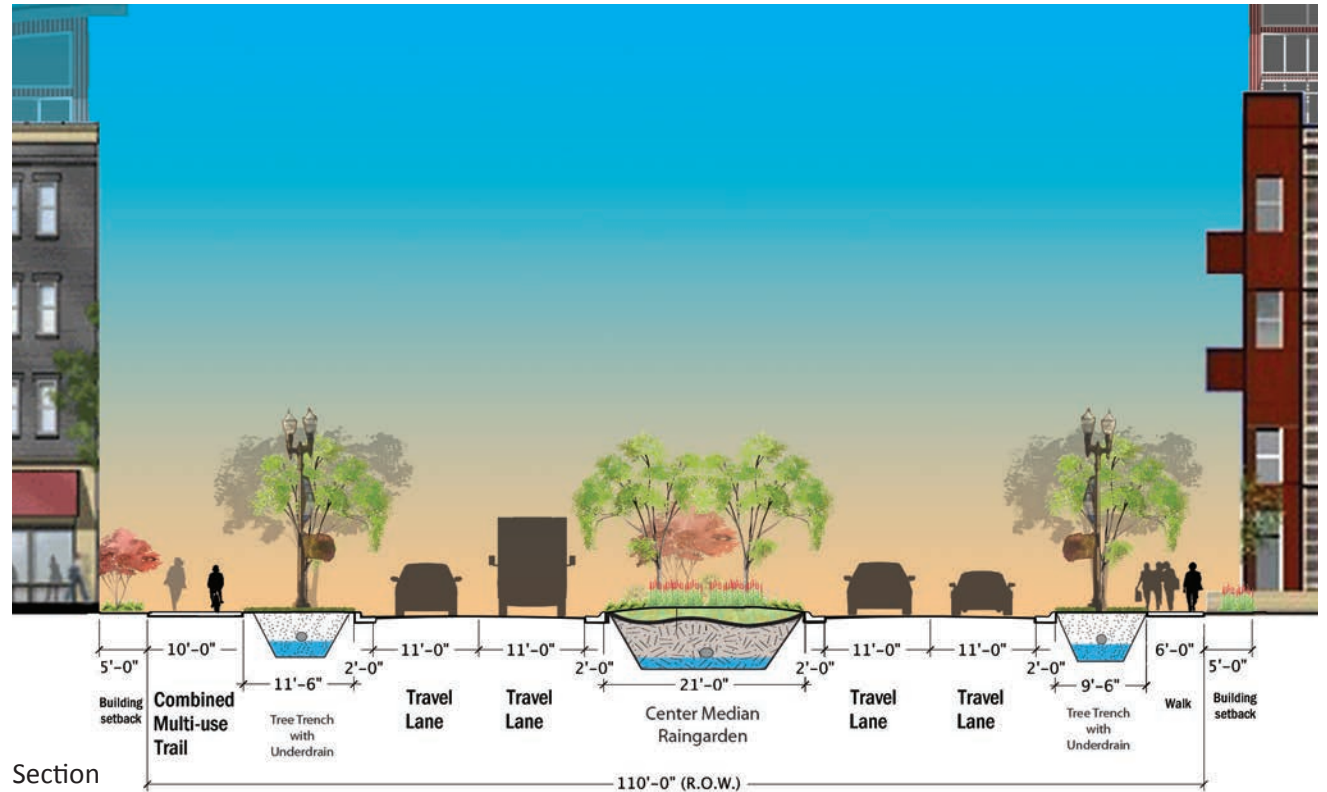 5'-0"
10'-0"
11'-6"
2'-0"
11'-0"
11'-0"
2'-0"
21'-0"
2'-0"
11'-0"
11'-0"
2'-0"
9'-6"
6'-0"
5'-0"
Building
setback
Combined
Multi-use
Trail
Tree Trench
with
Underdrain
Travel
Lane
Travel
Lane
Center Median
Raingarden
Travel
Lane
Travel
Lane
Tree Trench
with
Underdrain
Walk
Building
setback
Section
110'-0" (R.O.W.)